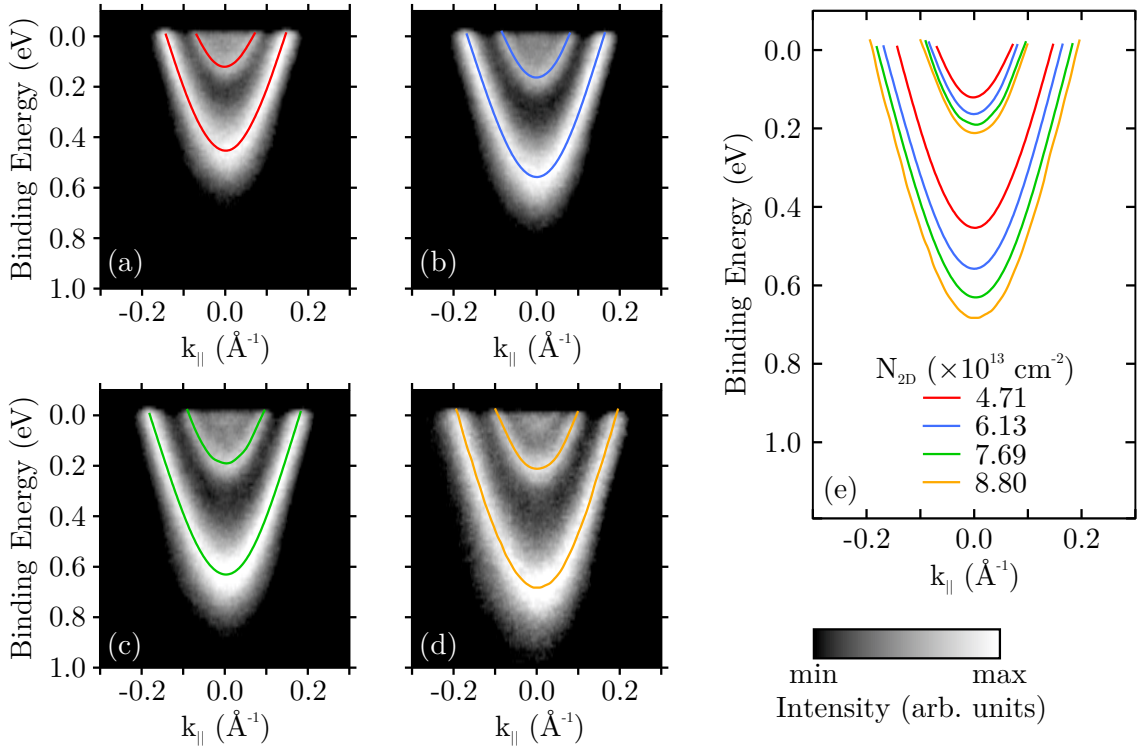 Binding Energy (eV)
0.0
0.2
0.4
0.6
0.8
1.0
(a)
-0.2 0.0 0.2
k|| (Å-1)
(b)
-0.2 0.0 0.2
k|| (Å-1)
Binding Energy (eV)
0.0
0.2
0.4
0.6
0.8
1.0
(c)
-0.2 0.0 0.2
k|| (Å-1)
(d)
-0.2 0.0 0.2
k|| (Å-1)
Binding Energy (eV)
0.0
0.2
0.4
0.6
0.8
1.0
N2D (×10^13 cm^-2)
4.71
6.13
7.69
8.80
(e)
-0.2 0.0 0.2
k|| (Å-1)
min max
Intensity (arb. units)